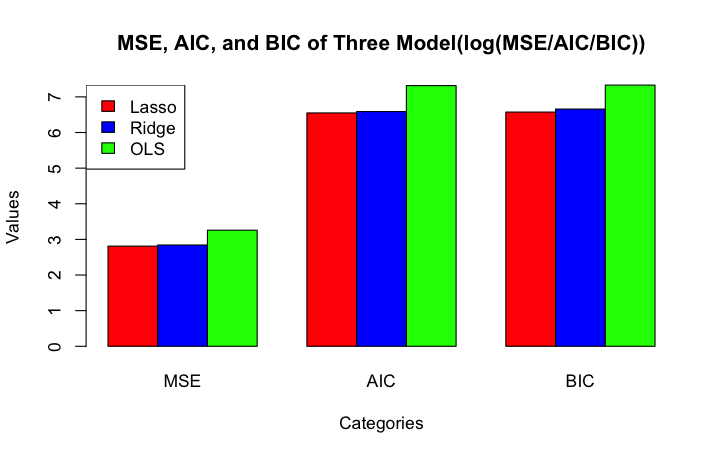 MSE, AIC, and BIC of Three Model(log(MSE/AIC/BIC))
Lasso
Ridge
OLS
Values
7
6
5
4
3
2
1
0
MSE
AIC
BIC
Categories